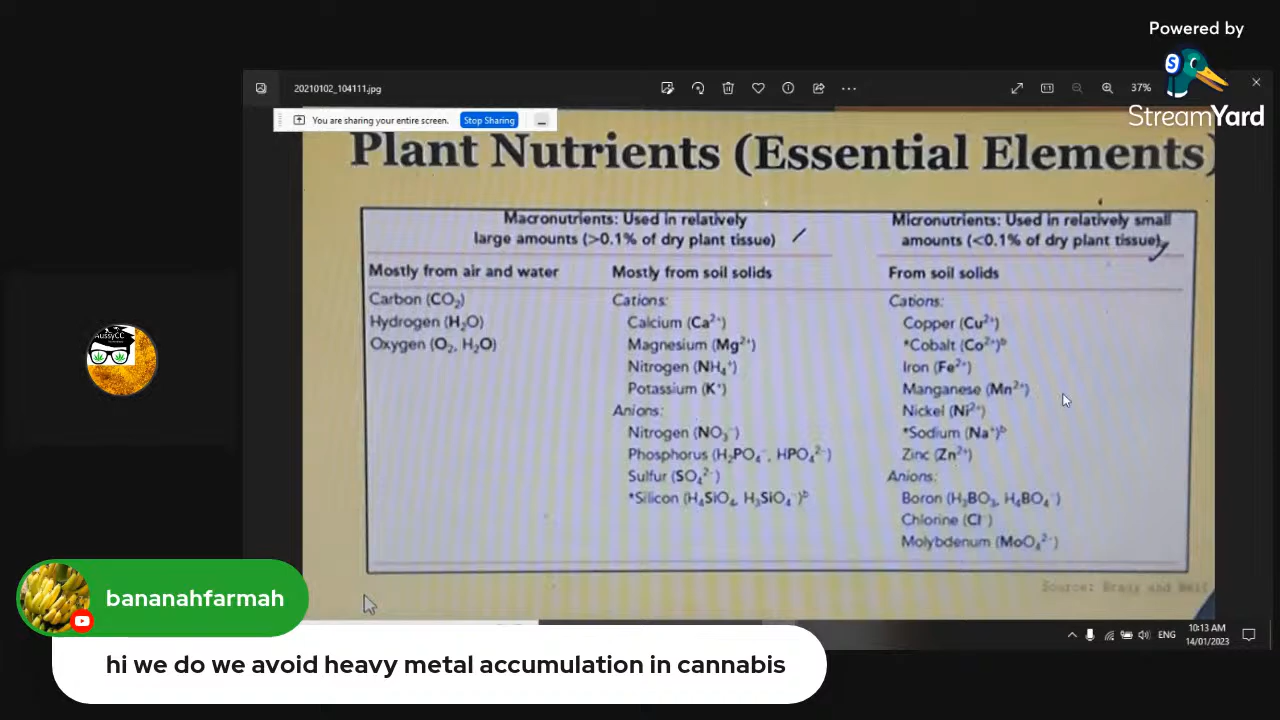 Powered by
StreamYard
20210102_104111.jpg
37%
You are sharing your entire screen.
Stop Sharing
Plant Nutrients (Essential Elements)
Macronutrients: Used in relatively
large amounts (>0.1% of dry plant tissue)
Micronutrients: Used in relatively small
amounts (<0.1% of dry plant tissue)
Mostly from air and water
Mostly from soil solids
From soil solids
Carbon (CO₂)
Hydrogen (H₂O)
Oxygen (O₂, H₂O)
Cations:
Calcium (Ca²⁺)
Magnesium (Mg²⁺)
Nitrogen (NH₄⁺)
Potassium (K⁺)
Anions:
Nitrogen (NO₃⁻)
Phosphorus (H₂PO₄⁻, HPO₄²⁻)
Sulfur (SO₄²⁻)
*Silicon (H₄SiO₄, H₃SiO₄⁻)ᵇ
Cations:
Copper (Cu²⁺)
*Cobalt (Co²⁺)ᵇ
Iron (Fe²⁺)
Manganese (Mn²⁺)
Nickel (Ni²⁺)
*Sodium (Na⁺)ᵇ
Zinc (Zn²⁺)
Anions:
Boron (H₃BO₃, H₄BO₄⁻)
Chlorine (Cl⁻)
Molybdenum (MoO₄²⁻)
Source: Brady and Weil
AussyCC
bananahfarmah
hi we do we avoid heavy metal accumulation in cannabis
ENG
10:13 AM
14/01/2023